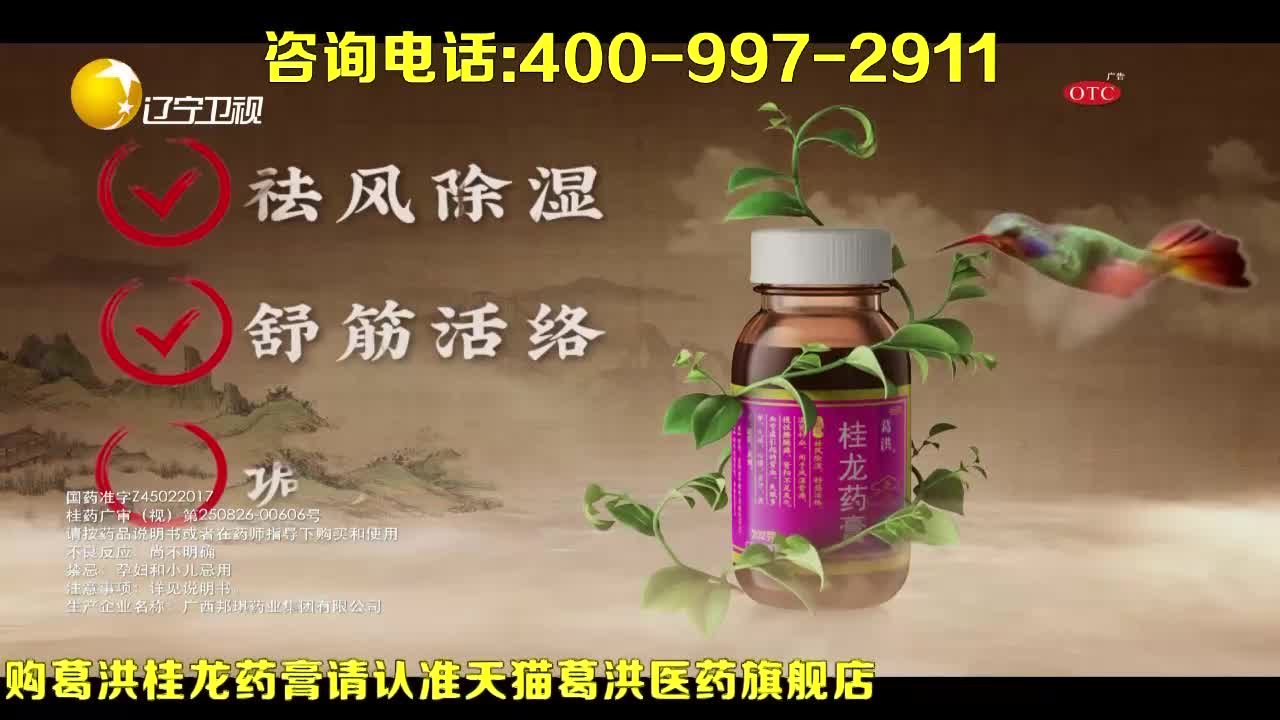 咨询电话:400-997-2911
辽宁卫视
广告
OTC
祛风除湿
舒筋活络
国药准字Z45022017
桂药广审（视）第250826-00606号
请按药品说明书或者在药师指导下购买和使用
不良反应：尚不明确
禁忌：孕妇和小儿忌用
注意事项：详见说明书
生产企业名称：广西邦琪药业集团有限公司
葛洪
桂龙药膏
购葛洪桂龙药膏请认准天猫葛洪医药旗舰店